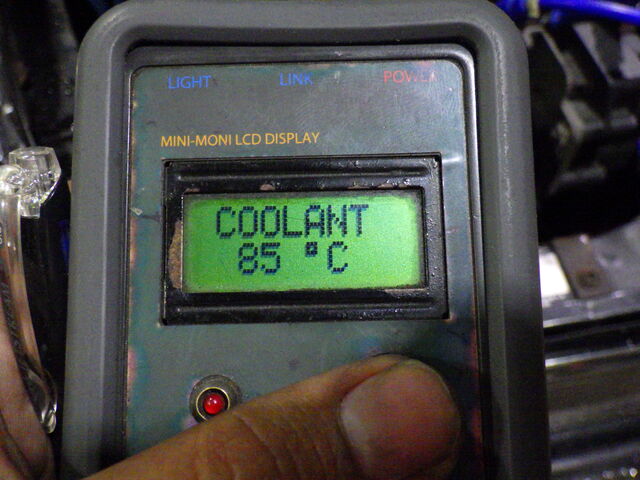 LIGHT LINK POWER
MINI-MONI LCD DISPLAY
COOLANT
85 °C